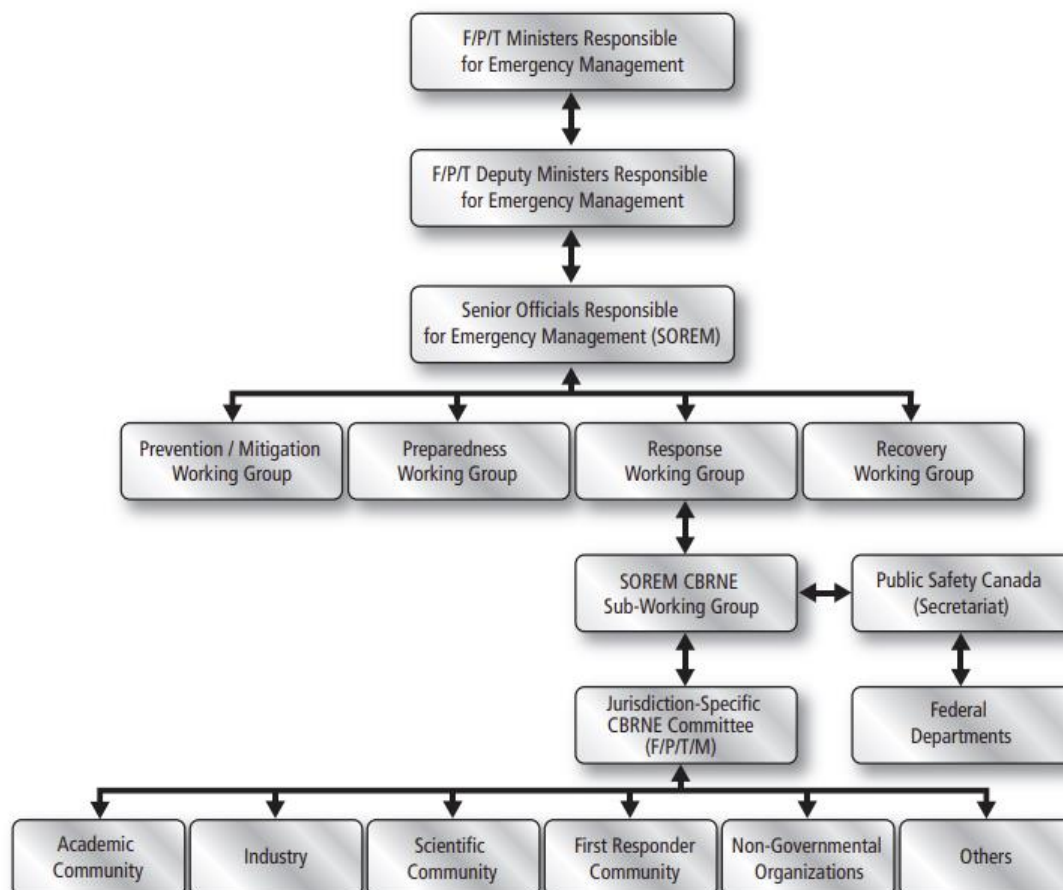 F/P/T Ministers Responsible
for Emergency Management
F/P/T Deputy Ministers Responsible
for Emergency Management
Senior Officials Responsible
for Emergency Management (SOREM)
Prevention / Mitigation
Working Group
Preparedness
Working Group
Response
Working Group
Recovery
Working Group
SOREM CBRNE
Sub-Working Group
Public Safety Canada
(Secretariat)
Jurisdiction-Specific
CBRNE Committee
(F/P/T/M)
Federal
Departments
Academic
Community
Industry
Scientific
Community
First Responder
Community
Non-Governmental
Organizations
Others